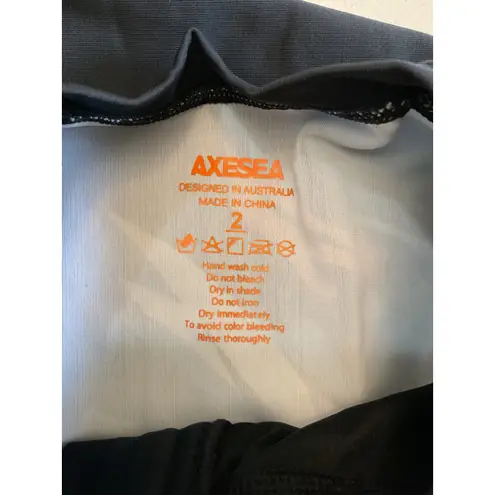 AXESEA
DESIGNED IN AUSTRALIA
MADE IN CHINA
2
Hand wash cold
Do not bleach
Dry in shade
Do not iron
Dry immediately
To avoid color bleeding
Rinse thoroughly